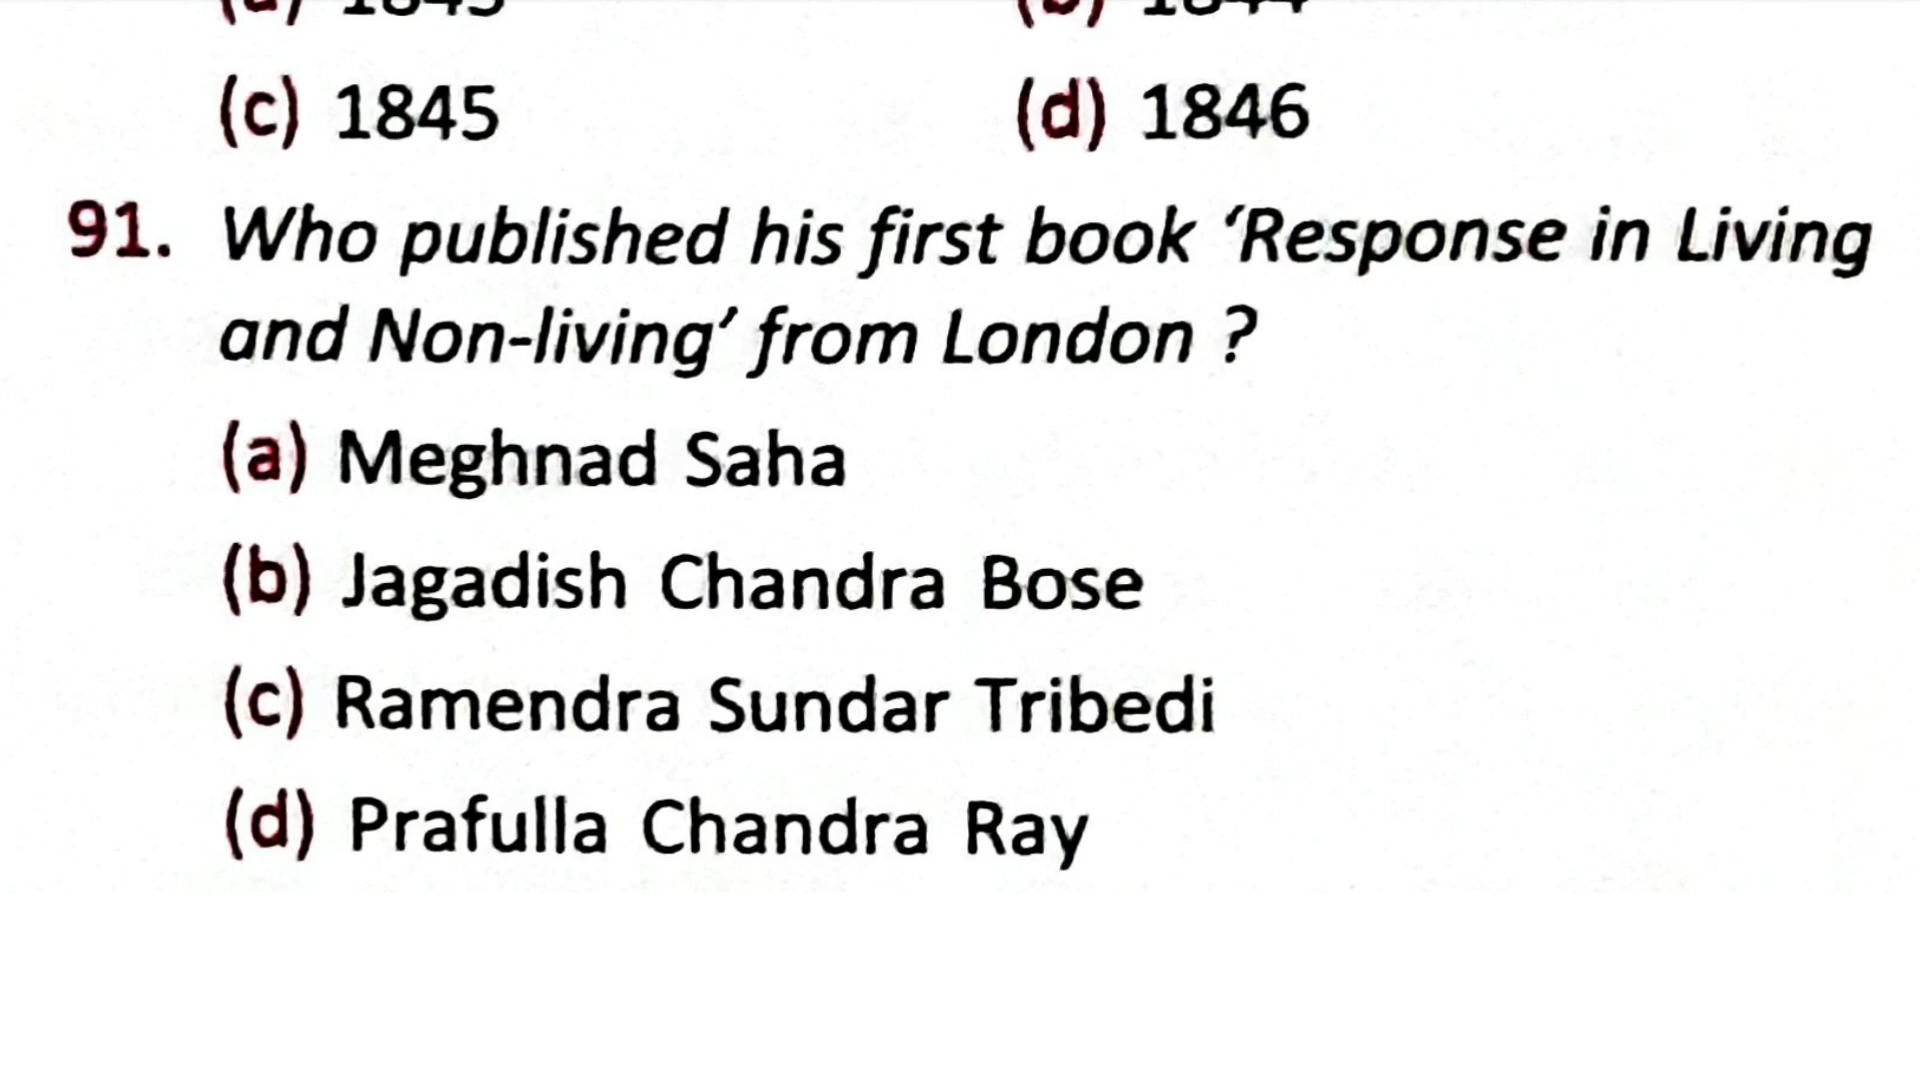 (c) 1845 (d) 1846
91. Who published his first book ‘Response in Living
and Non-living’ from London ?
(a) Meghnad Saha
(b) Jagadish Chandra Bose
(c) Ramendra Sundar Tribedi
(d) Prafulla Chandra Ray